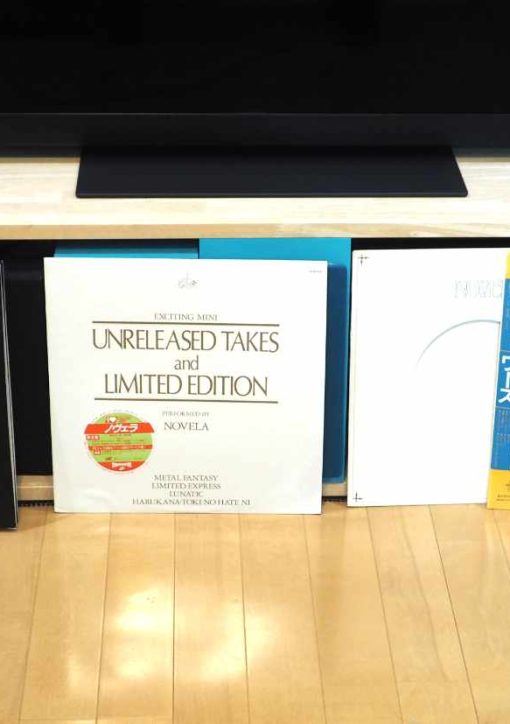 EXCITING MINI
UNRELEASED TAKES
and
LIMITED EDITION
PERFORMED BY
NOVELA
ノヴェラ
METAL FANTASY
LIMITED-EXPRESS
LUNATIC
HARUKANA TOKI NO HATE NI